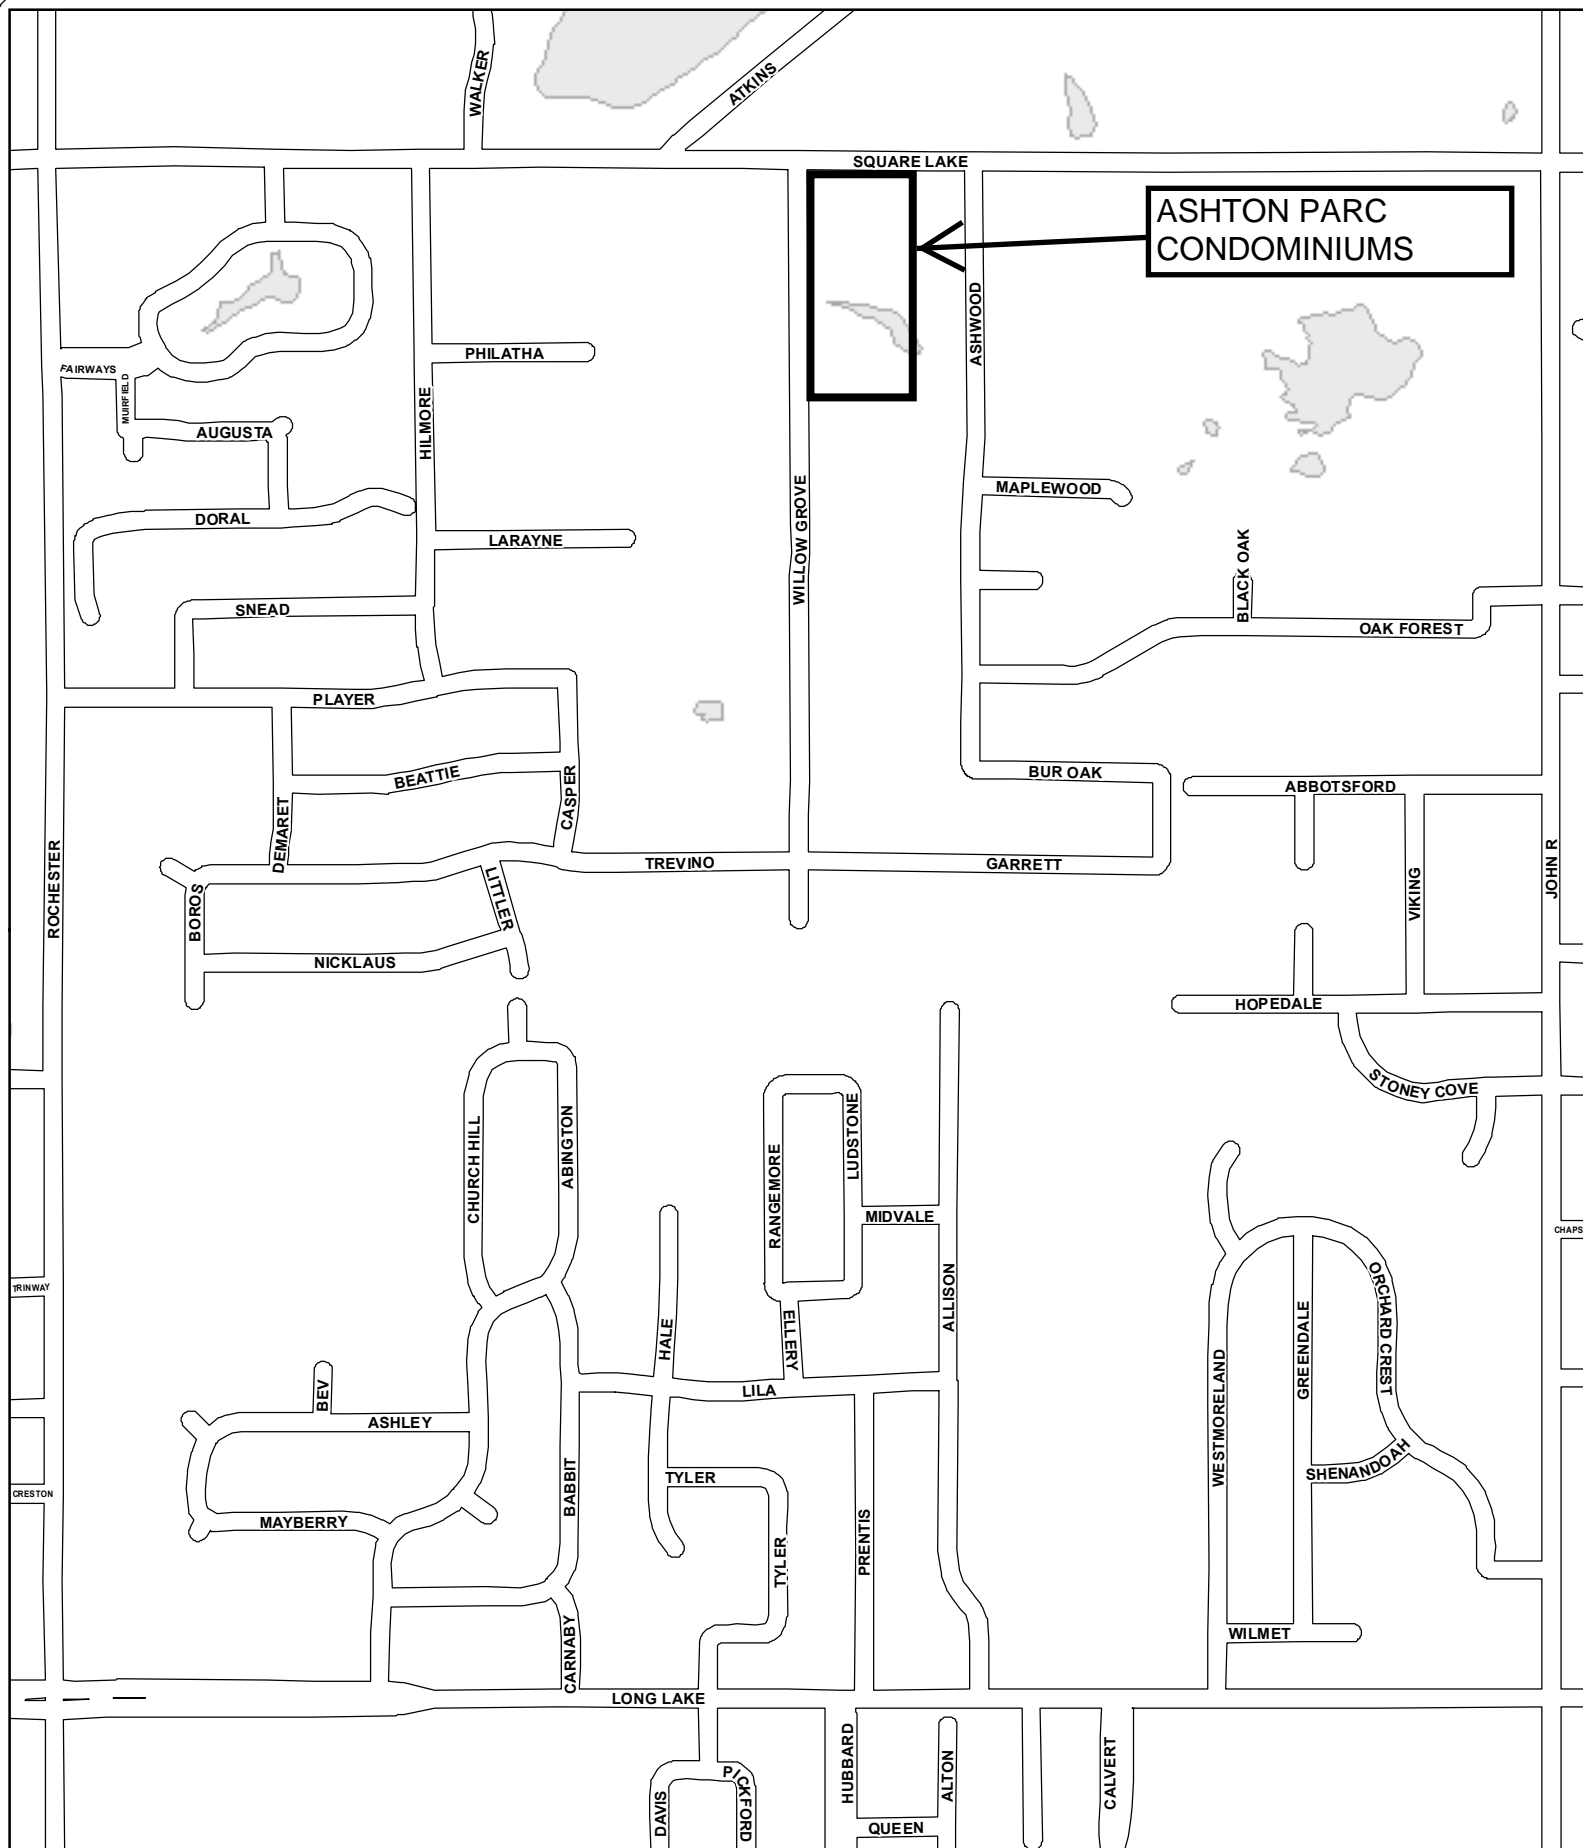 WALKER
ATKINS
SQUARE LAKE
ASHTON PARC
CONDOMINIUMS
ASHWOOD
PHILATHA
FAIRWAYS
MUIRFIELD
HILMORE
AUGUSTA
WILLOW GROVE
MAPLEWOOD
DORAL
LARAYNE
BLACK OAK
SNEAD
OAK FOREST
PLAYER
BEATTIE
CASPER
BUR OAK
ABBOTSFORD
DEMARET
ROCHESTER
TREVINO
GARRETT
JOHN R
VIKING
BOROS
LITTLER
NICKLAUS
HOPEDALE
STONEY COVE
CHURCH HILL
ABINGTON
RANGEMORE
LUDSTONE
MIDVALE
CHAPS
TRINWAY
ALLISON
ORCHARD CREST
GREENDALE
HALE
ELLERY
WESTMORELAND
LILA
BEV
ASHLEY
SHENANDOAH
BABBIT
TYLER
CRESTON
MAYBERRY
TYLER
PRENTIS
WILMET
CARNABY
LONG LAKE
HUBBARD
ALTON
CALVERT
PICKFORD
DAVIS
QUEEN